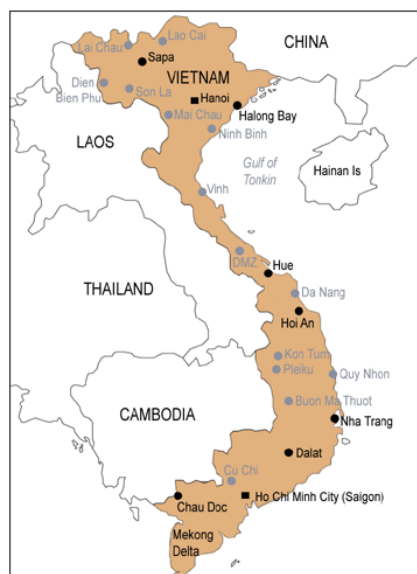 Lao Cai
Lai Chau
CHINA
Sapa
VIETNAM
Dien
Bien Phu
Son La
Hanoi
Halong Bay
Mai Chau
Ninh Binh
LAOS
Gulf of
Tonkin
Hainan Is
Vinh
DMZ
Hue
THAILAND
Da Nang
Hoi An
Kon Tum
Pleiku
Quy Nhon
Buon Ma Thuot
CAMBODIA
Nha Trang
Dalat
Cu Chi
Chau Doc
Ho Chi Minh City (Saigon)
Mekong
Delta